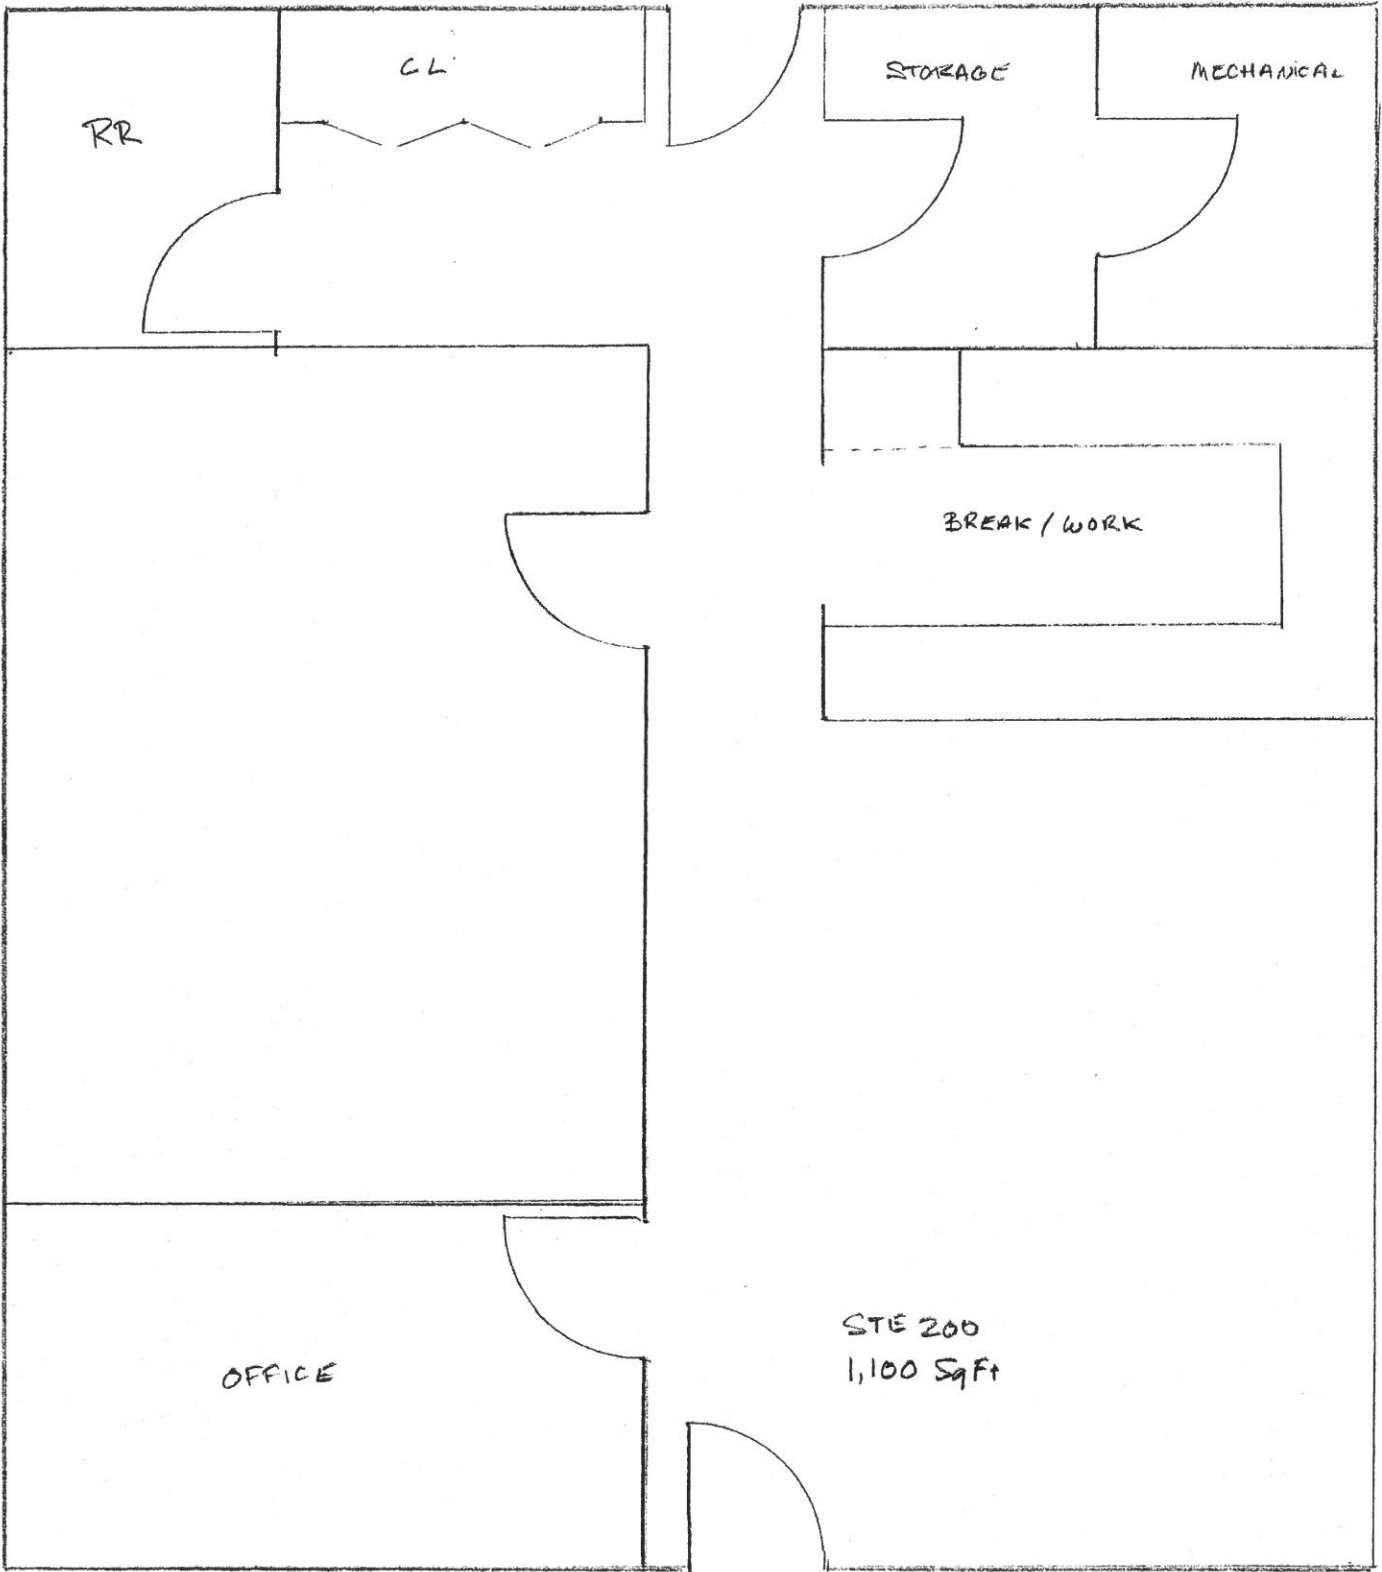 CL
STORAGE
MECHANICAL
RR
BREAK / WORK
STE 200
1,100 SqFt
OFFICE